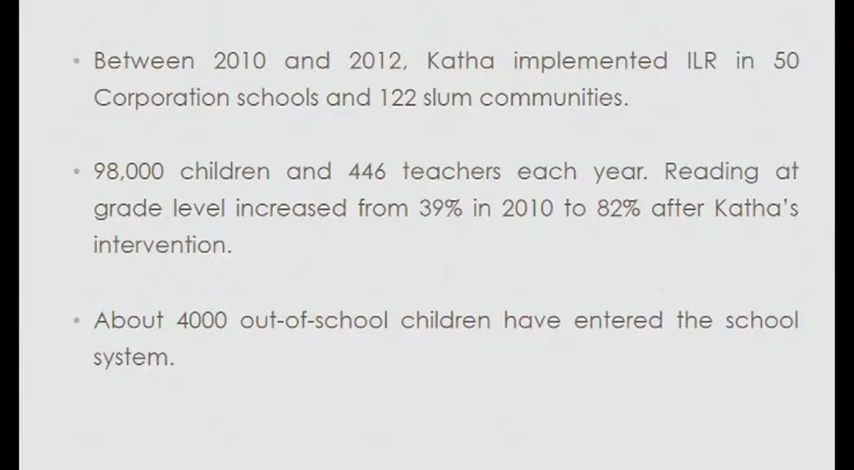 • Between 2010 and 2012, Katha implemented ILR in 50
Corporation schools and 122 slum communities.
• 98,000 children and 446 teachers each year. Reading at
grade level increased from 39% in 2010 to 82% after Katha's
intervention.
• About 4000 out-of-school children have entered the school
system.